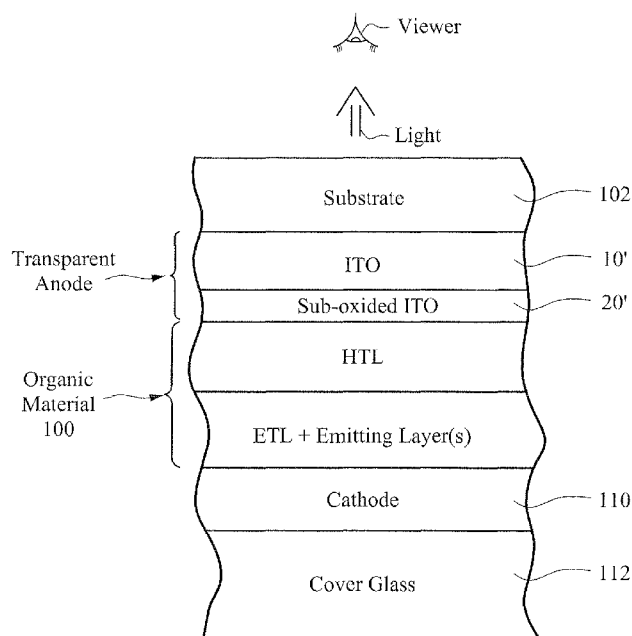 Viewer
Light
Substrate
102
Transparent
Anode
ITO
10'
Sub-oxided ITO
20'
HTL
Organic
Material
100
ETL + Emitting Layer(s)
Cathode
110
Cover Glass
112